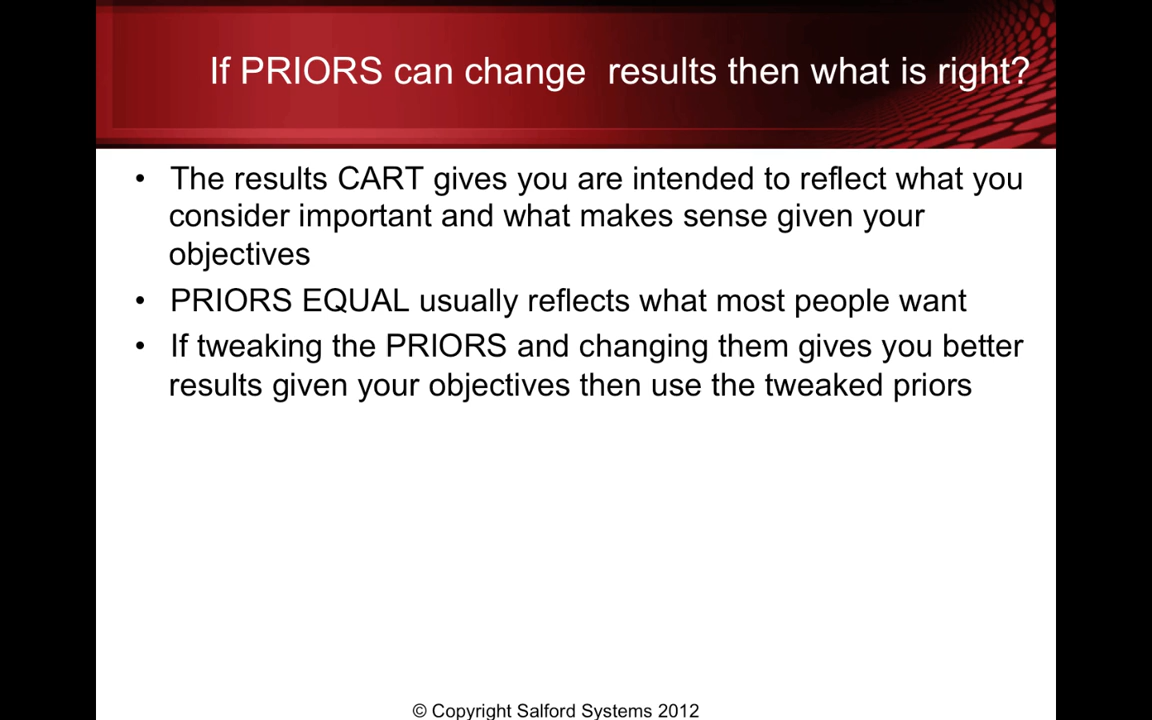 If PRIORS can change  results then what is right?
• The results CART gives you are intended to reflect what you
consider important and what makes sense given your
objectives
• PRIORS EQUAL usually reflects what most people want
• If tweaking the PRIORS and changing them gives you better
results given your objectives then use the tweaked priors
© Copyright Salford Systems 2012